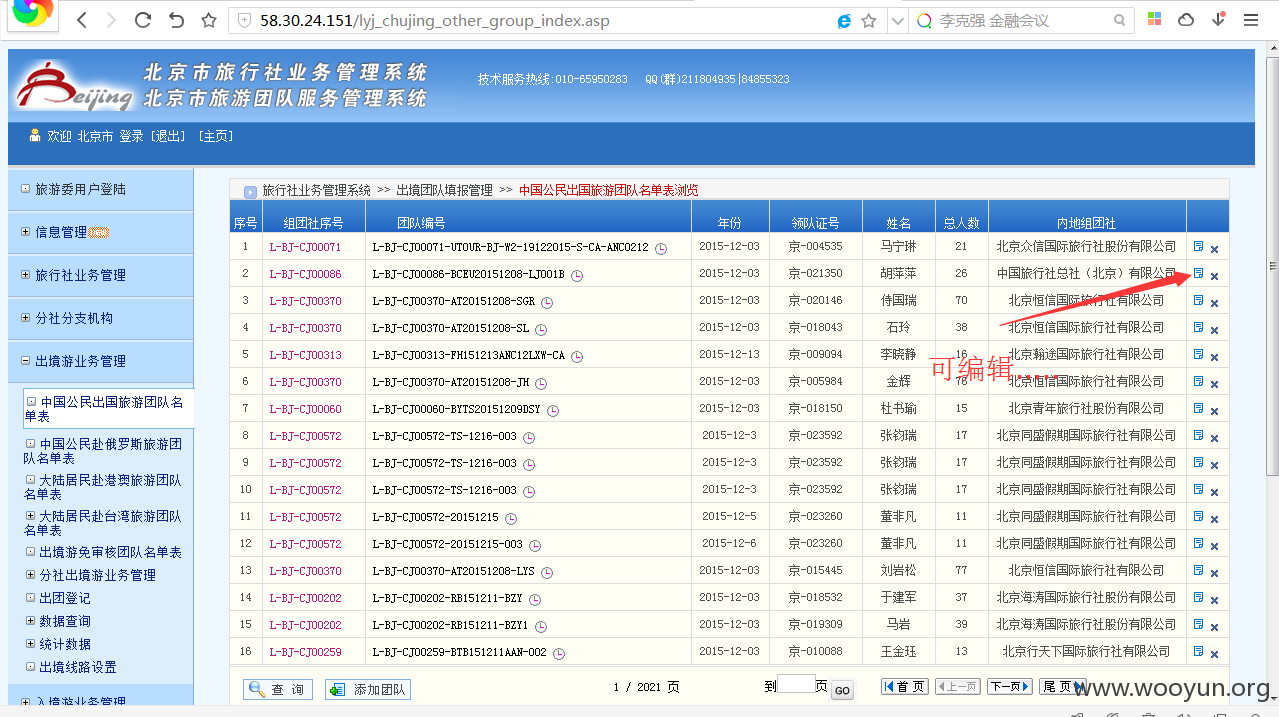 58.30.24.151/lyj_chujing_other_group_index.asp
李克强 金融会议
Beijing
北京市旅行社业务管理系统
北京市旅游团队服务管理系统
技术服务热线:010-65950283 QQ(群)211804935|84855323
欢迎 北京市 登录 [退出] [主页]
旅游委用户登陆
信息管理
旅行社业务管理
分社分支机构
出境游业务管理
中国公民出国旅游团队名
单表
中国公民赴俄罗斯旅游团
队名单表
大陆居民赴港澳旅游团队
名单表
大陆居民赴台湾旅游团队
名单表
出境游免审核团队名单表
分社出境游业务管理
出团登记
数据查询
统计数据
出境线路设置
入境游业务管理
旅行社业务管理系统 >> 出境团队填报管理 >> 中国公民出国旅游团队名单表浏览
序号 组团社序号 团队编号 年份 领队证号 姓名 总人数 内地组团社
1 L-BJ-CJ00071 L-BJ-CJ00071-UTOUR-BJ-W2-19122015-S-CA-ANC0212 2015-12-03 京-004535 马宁琳 21 北京众信国际旅行社股份有限公司
2 L-BJ-CJ00086 L-BJ-CJ00086-BCEU20151208-LJ001B 2015-12-03 京-021350 胡萍萍 26 中国旅行社总社（北京）有限公司
3 L-BJ-CJ00370 L-BJ-CJ00370-AT20151208-SGR 2015-12-03 京-020146 侍国瑞 70 北京恒信国际旅行社有限公司
4 L-BJ-CJ00370 L-BJ-CJ00370-AT20151208-SL 2015-12-03 京-018043 石玲 38 北京恒信国际旅行社有限公司
5 L-BJ-CJ00313 L-BJ-CJ00313-FH151213ANC12LXW-CA 2015-12-13 京-009094 李晓静 16 北京瀚途国际旅行社有限公司
可编辑......
6 L-BJ-CJ00370 L-BJ-CJ00370-AT20151208-JH 2015-12-03 京-005984 金辉 78 北京恒信国际旅行社有限公司
7 L-BJ-CJ00060 L-BJ-CJ00060-BYTS20151209DSY 2015-12-03 京-018150 杜书瑜 15 北京青年旅行社股份有限公司
8 L-BJ-CJ00572 L-BJ-CJ00572-TS-1216-003 2015-12-3 京-023592 张钧瑞 17 北京同盛假期国际旅行社有限公司
9 L-BJ-CJ00572 L-BJ-CJ00572-TS-1216-003 2015-12-3 京-023592 张钧瑞 17 北京同盛假期国际旅行社有限公司
10 L-BJ-CJ00572 L-BJ-CJ00572-TS-1216-003 2015-12-3 京-023592 张钧瑞 17 北京同盛假期国际旅行社有限公司
11 L-BJ-CJ00572 L-BJ-CJ00572-20151215 2015-12-5 京-023260 董非凡 11 北京同盛假期国际旅行社有限公司
12 L-BJ-CJ00572 L-BJ-CJ00572-20151215-003 2015-12-6 京-023260 董非凡 11 北京同盛假期国际旅行社有限公司
13 L-BJ-CJ00370 L-BJ-CJ00370-AT20151208-LYS 2015-12-03 京-015445 刘岩松 77 北京恒信国际旅行社有限公司
14 L-BJ-CJ00202 L-BJ-CJ00202-RB151211-BZY 2015-12-03 京-018532 于建军 37 北京海涛国际旅行社股份有限公司
15 L-BJ-CJ00202 L-BJ-CJ00202-RB151211-BZY1 2015-12-03 京-019309 马岩 39 北京海涛国际旅行社股份有限公司
16 L-BJ-CJ00259 L-BJ-CJ00259-BTB151211AAN-002 2015-12-03 京-010088 王金珏 13 北京行天下国际旅行社有限公司
查 询 添加团队 1 / 2021 页 到 页 GO 首 页 上一页 下一页 尾 页
www.wooyun.org